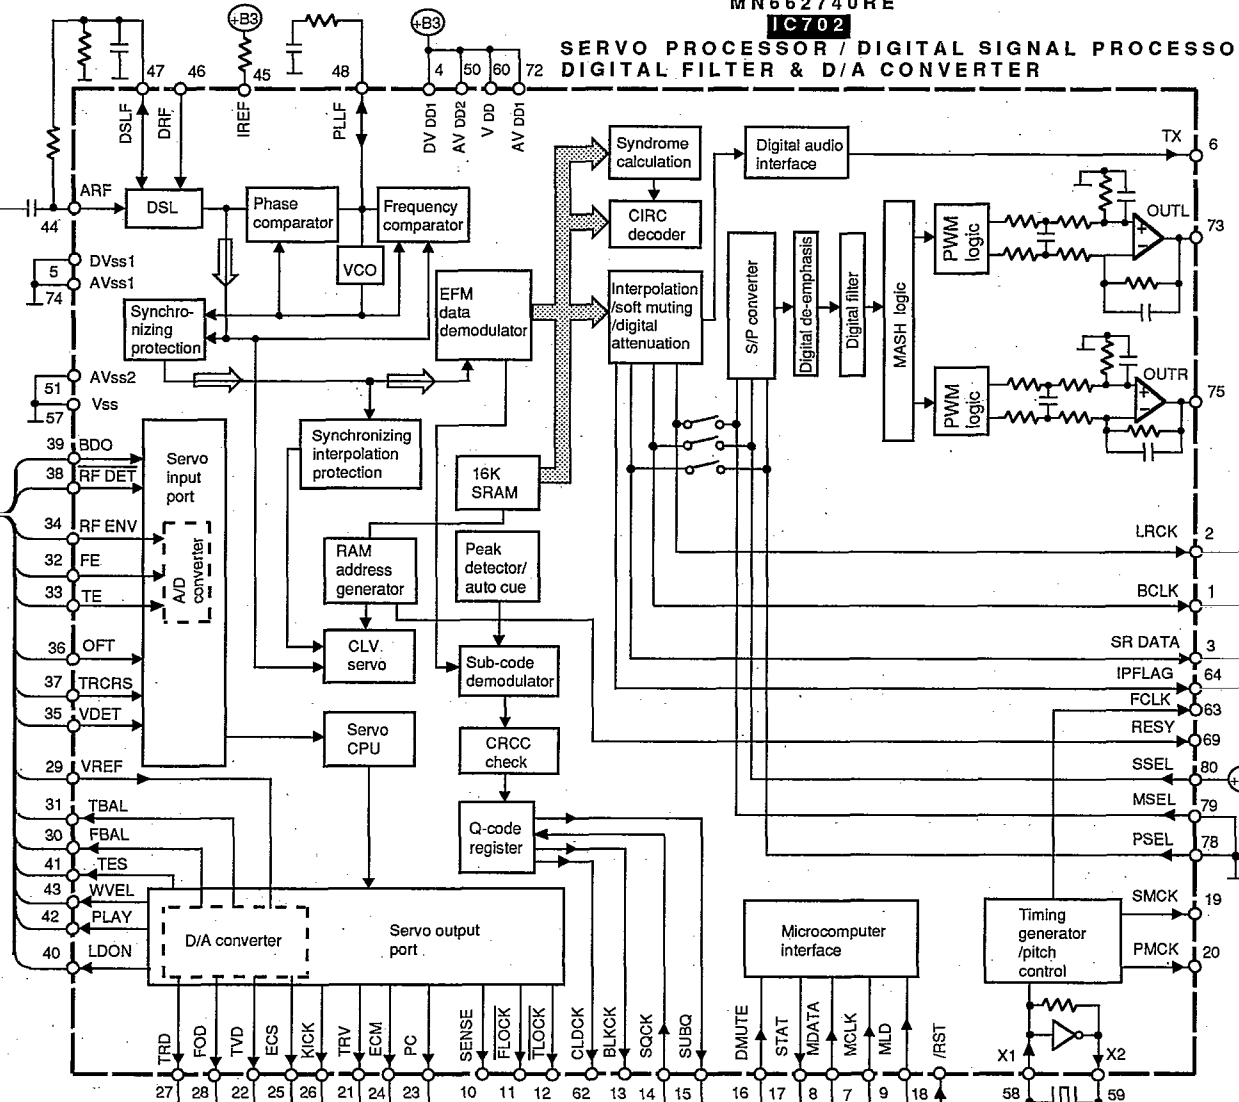 MN662740RE
IC702
SERVO PROCESSOR / DIGITAL SIGNAL PROCESSO
DIGITAL FILTER & D/A CONVERTER
+B3
+B3
47
46
45
48
4
50
60
72
DSLF
DRF
IREF
PLLF
DV DD1
AV DD2
V DD
AV DD1
ARF
44
DSL
Phase
comparator
Frequency
comparator
VCO
DVss1
5
AVss1
74
Synchro-
nizing
protection
EFM
data
demodulator
AVss2
51
Vss
57
Syndrome
calculation
CIRC
decoder
Interpolation
/soft muting
/digital
attenuation
Digital audio
interface
TX
6
S/P converter
Digital de-emphasis
Digital filter
MASH logic
PWM
logic
PWM
logic
+
−
OUTL
73
+
−
OUTR
75
39
BDO
38
RF DET
34
RF ENV
32
FE
33
TE
36
OFT
37
TRCRS
35
VDET
29
VREF
31
TBAL
30
FBAL
41
TES
43
WVEL
42
PLAY
40
LDON
Servo
input
port
A/D
converter
Synchronizing
interpolation
protection
16K
SRAM
RAM
address
generator
Peak
detector/
auto cue
CLV
servo
Sub-code
demodulator
Servo
CPU
CRCC
check
Q-code
register
D/A converter
Servo output
port
Microcomputer
interface
Timing
generator
/pitch
control
LRCK
2
BCLK
1
SR DATA
3
IPFLAG
64
FCLK
63
RESY
69
SSEL
80
+
MSEL
79
PSEL
78
SMCK
19
PMCK
20
X1
X2
TRD
FOD
TVD
ECS
KICK
TRV
ECM
PC
SENSE
FLOCK
TLOCK
CLDCK
BLKCK
SQCK
SUBQ
DMUTE
STAT
MDATA
MCLK
MLD
/RST
27
28
22
25
26
21
24
23
10
11
12
62
13
14
15
16
17
8
7
9
18
58
59